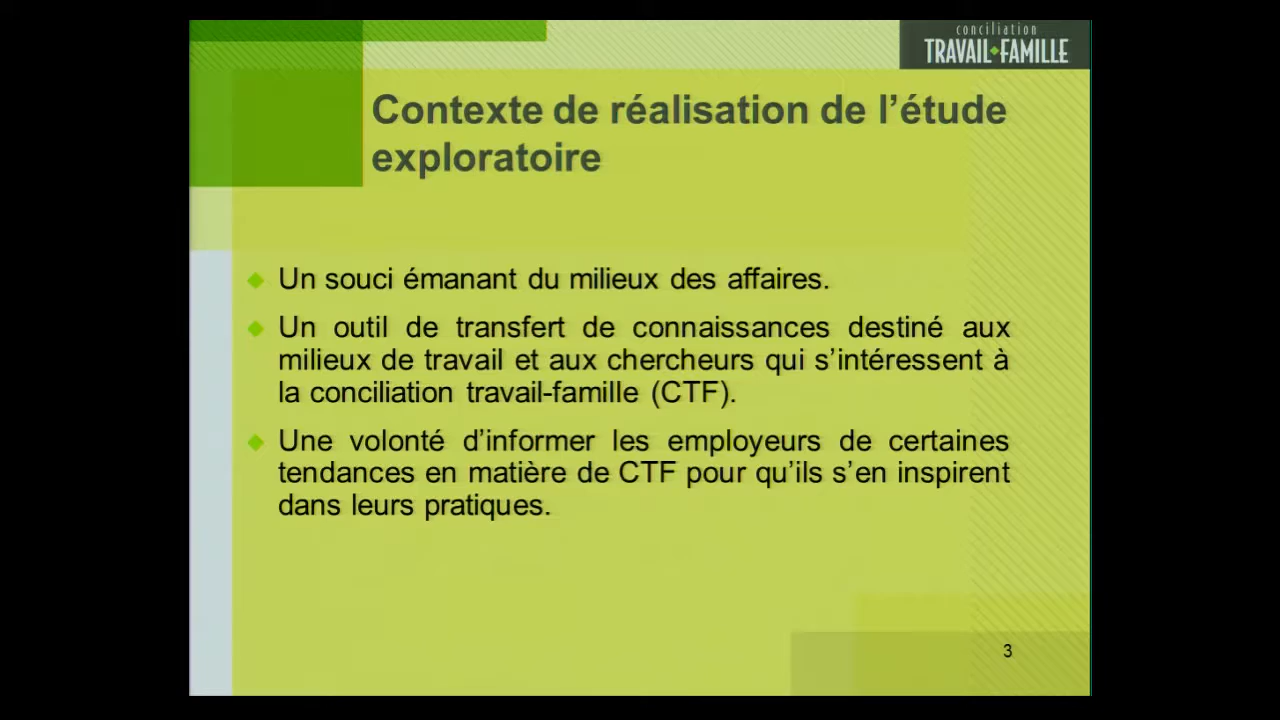 conciliation
TRAVAIL FAMILLE
Contexte de réalisation de l’étude
exploratoire
Un souci émanant du milieux des affaires.
Un outil de transfert de connaissances destiné aux
milieux de travail et aux chercheurs qui s’intéressent à
la conciliation travail-famille (CTF).
Une volonté d’informer les employeurs de certaines
tendances en matière de CTF pour qu’ils s’en inspirent
dans leurs pratiques.
3